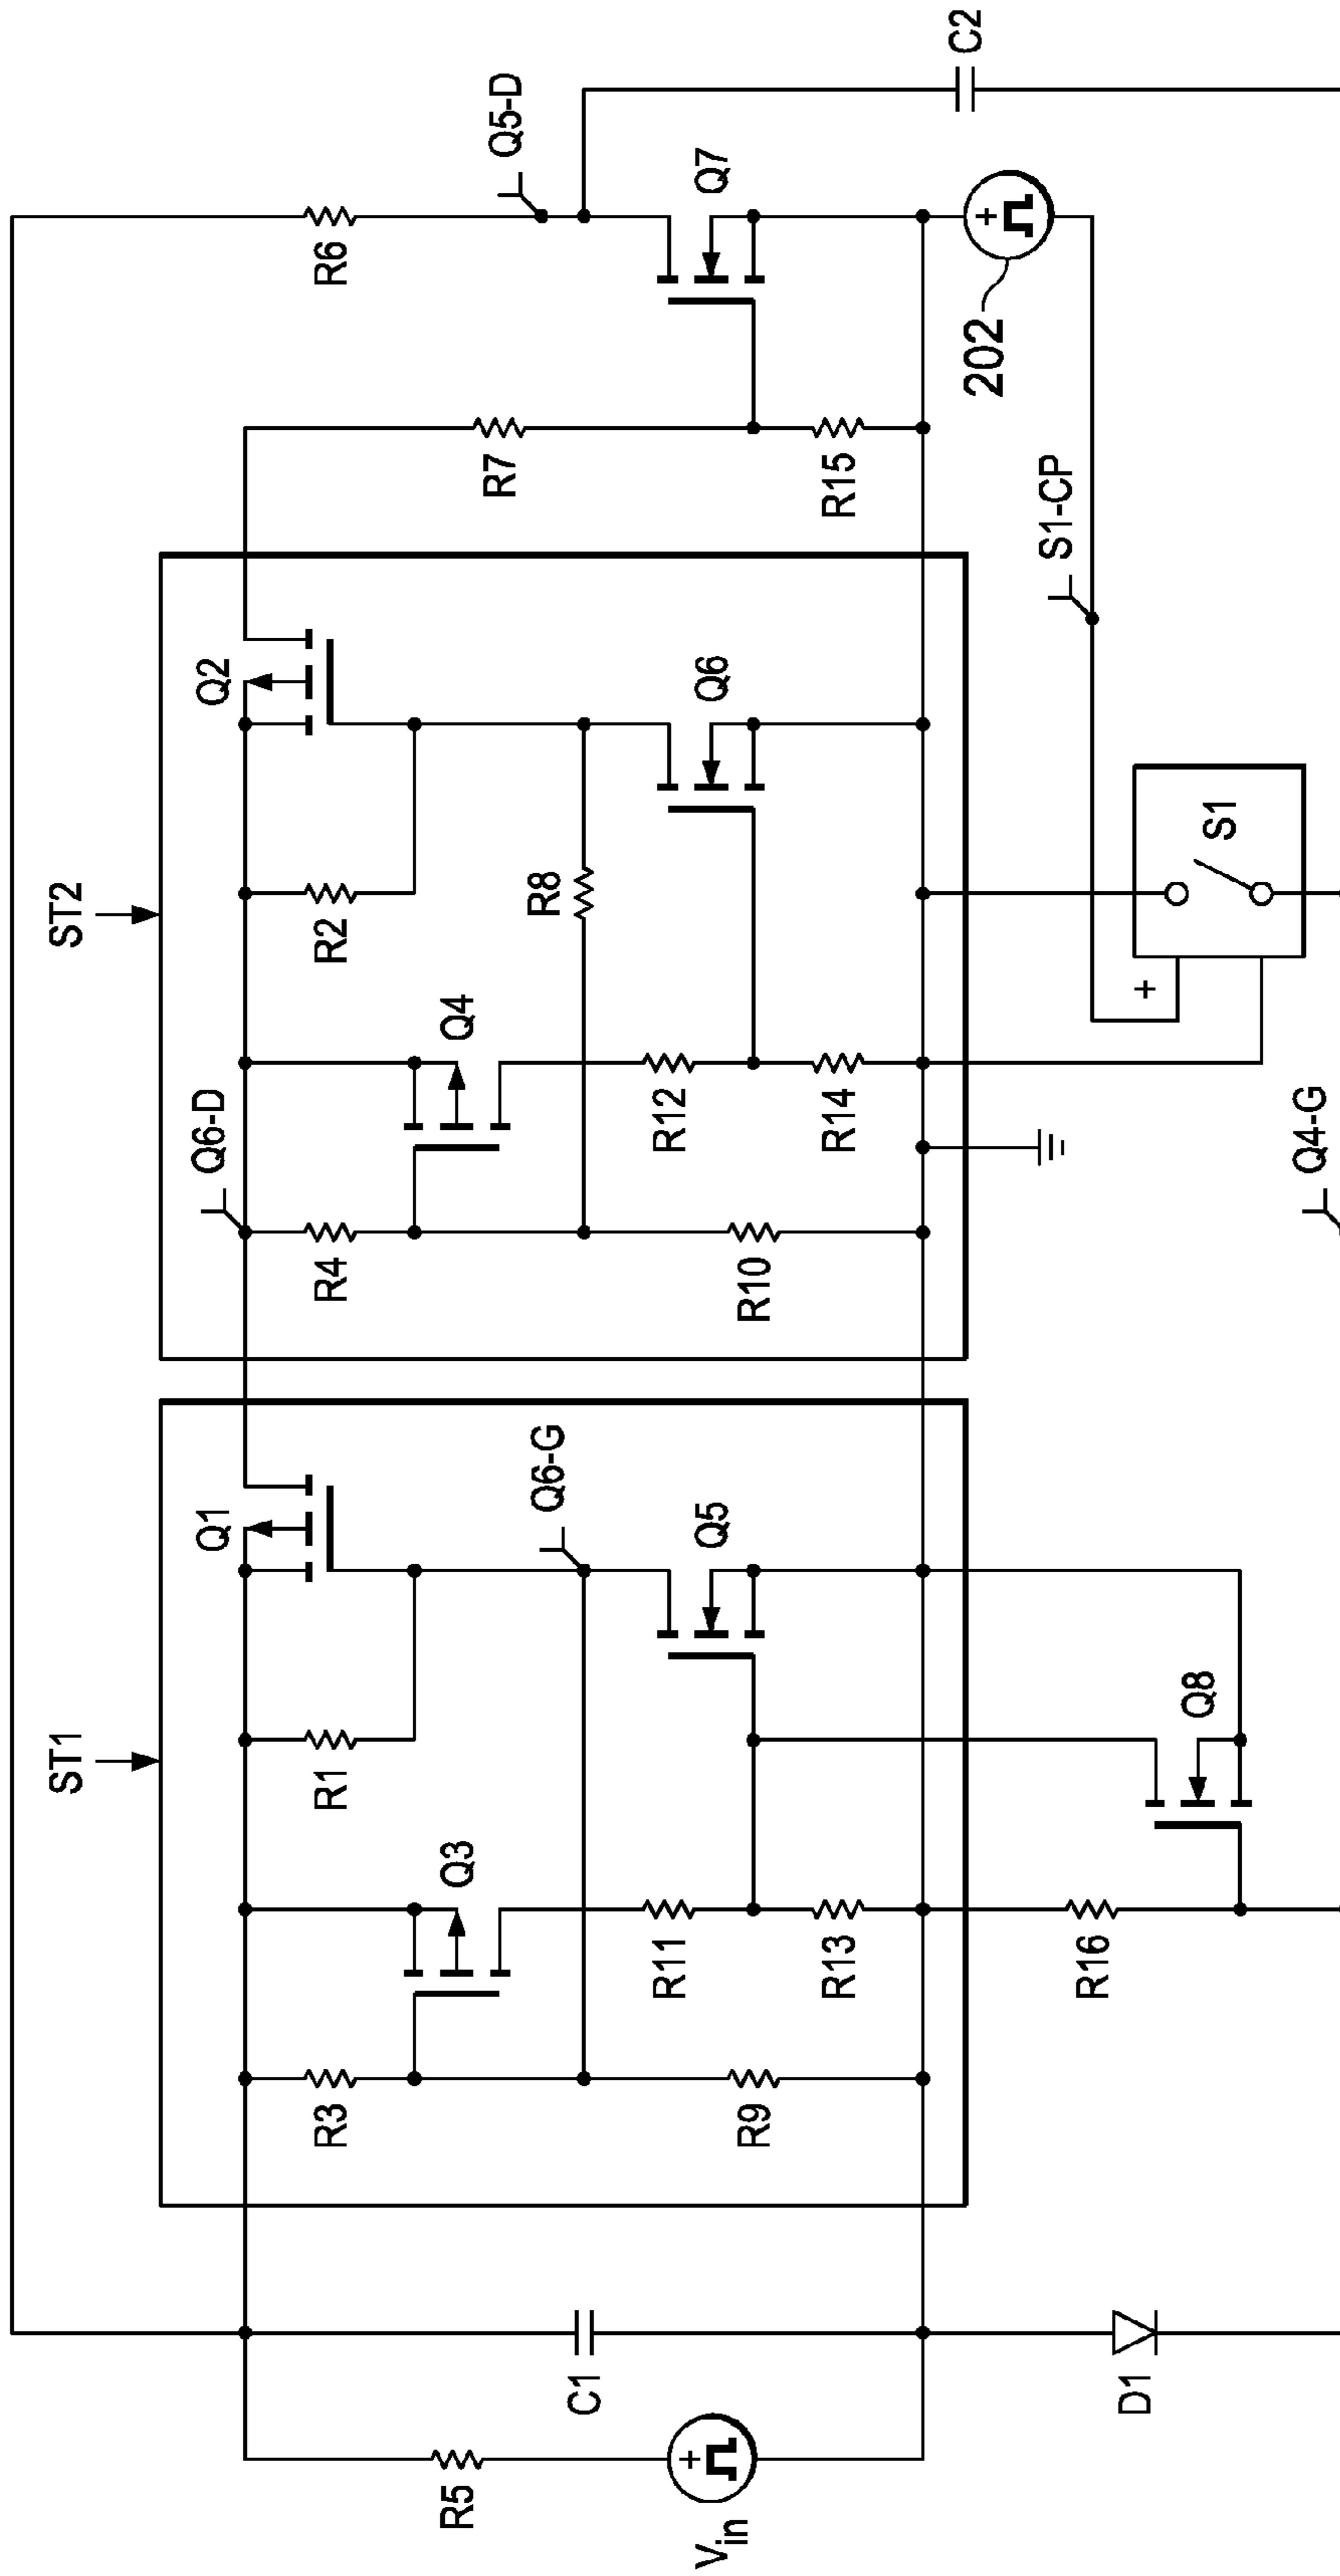 ST1
ST2
Q5-D
C2
R6
Q7
202
R7
R15
S1-CP
Q2
Q6
R2
R8
S1
+
Q4
Q6-D
R12
R14
R4
R10
Q4-G
Q1
Q6-G
Q5
R1
Q8
Q3
R11
R13
R16
R3
R9
C1
D1
R5
+
Vin
+